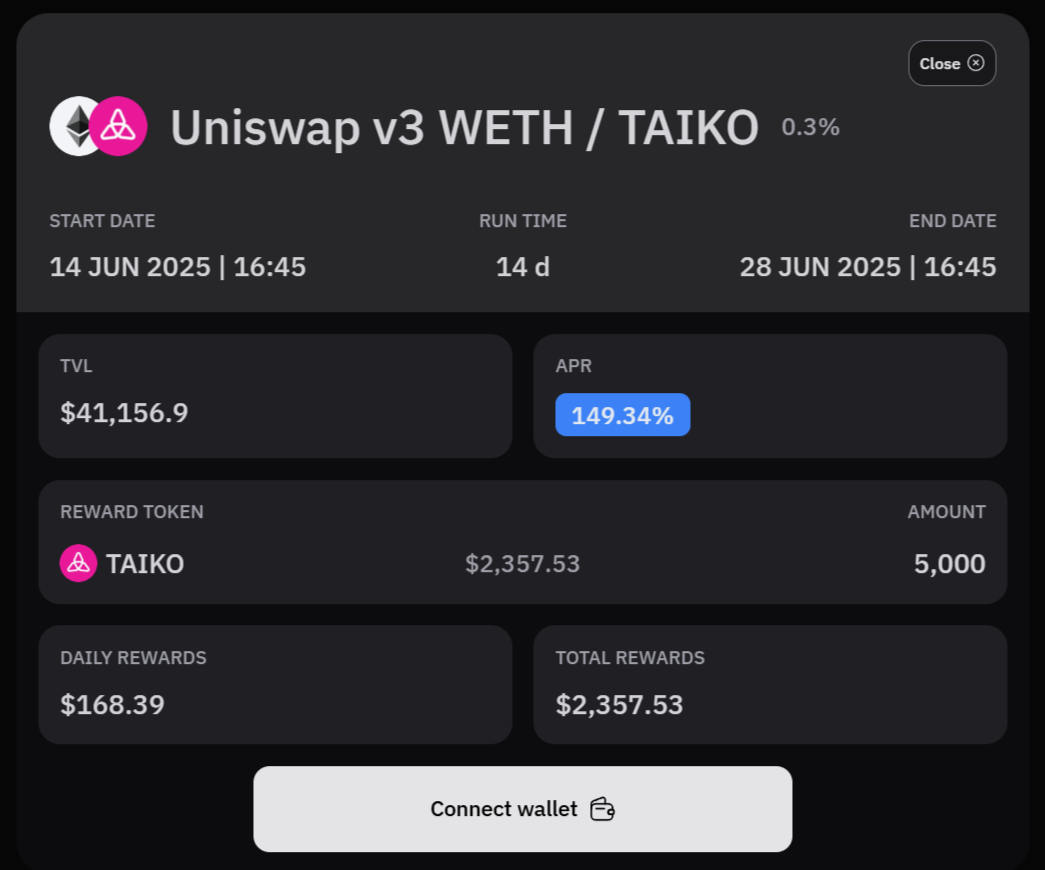 Close
Uniswap v3 WETH / TAIKO 0.3%
START DATE RUN TIME END DATE
14 JUN 2025 | 16:45 14 d 28 JUN 2025 | 16:45
TVL APR
$41,156.9 149.34%
REWARD TOKEN AMOUNT
TAIKO $2,357.53 5,000
DAILY REWARDS TOTAL REWARDS
$168.39 $2,357.53
Connect wallet